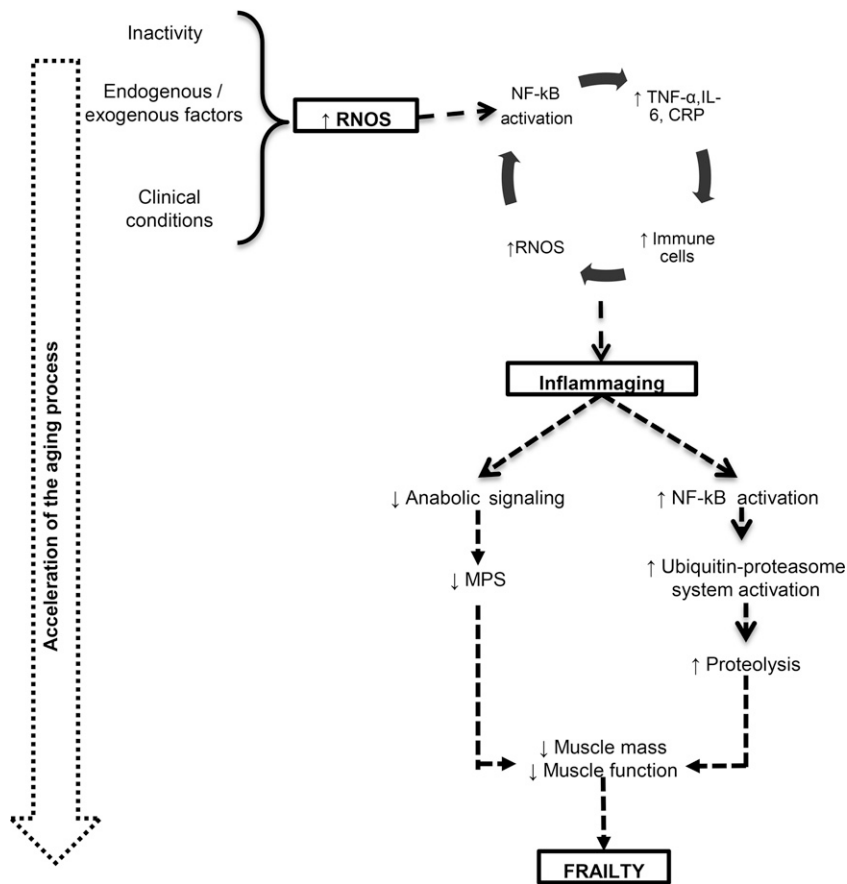 Inactivity
Endogenous /
exogenous factors
Clinical
conditions
↑ RNOS
NF-kB
activation
↑ TNF-α,IL-
6, CRP
↑ Immune
cells
↑RNOS
Inflammaging
↓ Anabolic signaling
↓ MPS
↑ NF-kB activation
↑ Ubiquitin-proteasome
system activation
↑ Proteolysis
↓ Muscle mass
↓ Muscle function
FRAILTY
Acceleration of the aging process